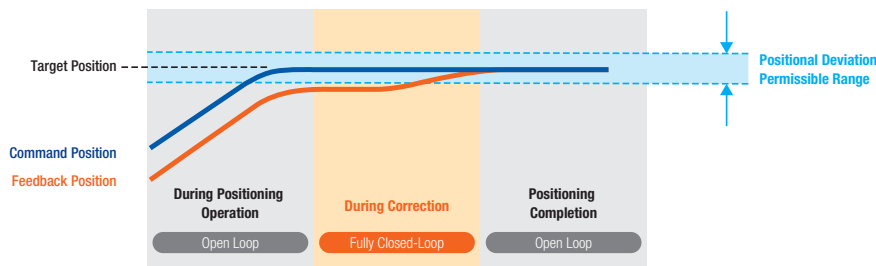 Target Position
Positional Deviation
Permissible Range
Command Position
Feedback Position
During Positioning
Operation
During Correction
Positioning
Completion
Open Loop
Fully Closed-Loop
Open Loop